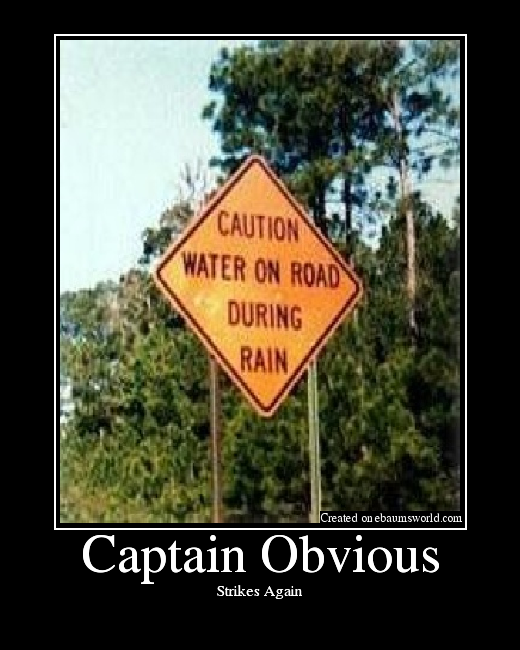 CAUTION
WATER ON ROAD
DURING
RAIN
Created on ebaumsworld.com
Captain Obvious
Strikes Again